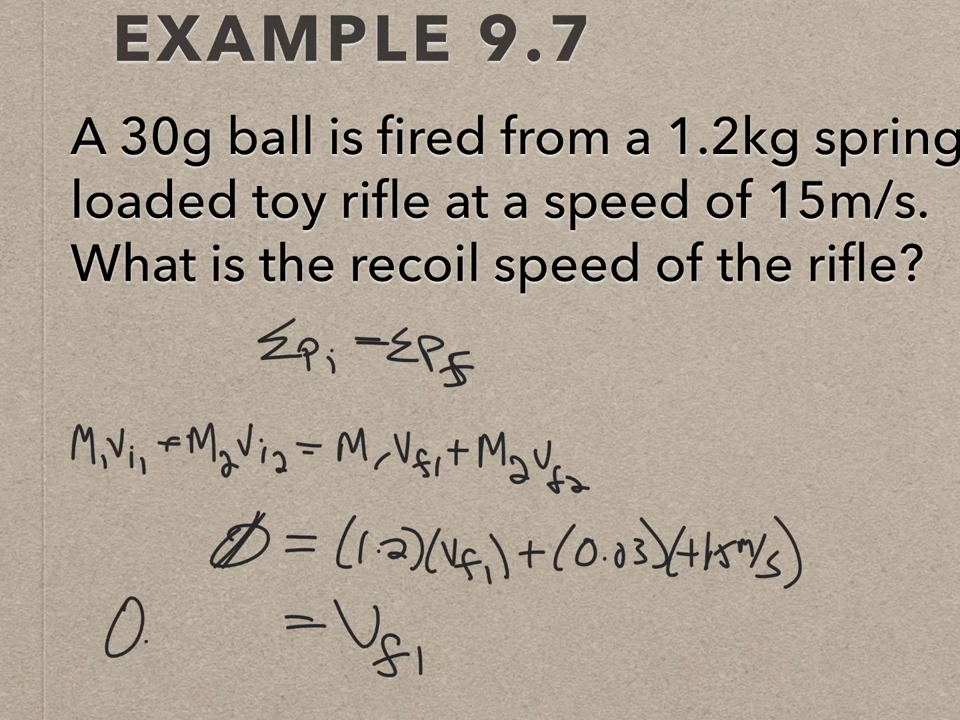 EXAMPLE 9.7
A 30g ball is fired from a 1.2kg spring
loaded toy rifle at a speed of 15m/s.
What is the recoil speed of the rifle?
Σp_i = Σp_f
M₁V_i₁ + M₂V_i₂ = M₁V_f₁ + M₂V_f₂
0 = (1.2)(V_f₁) + (0.03)(+15m/s)
0. = V_f₁